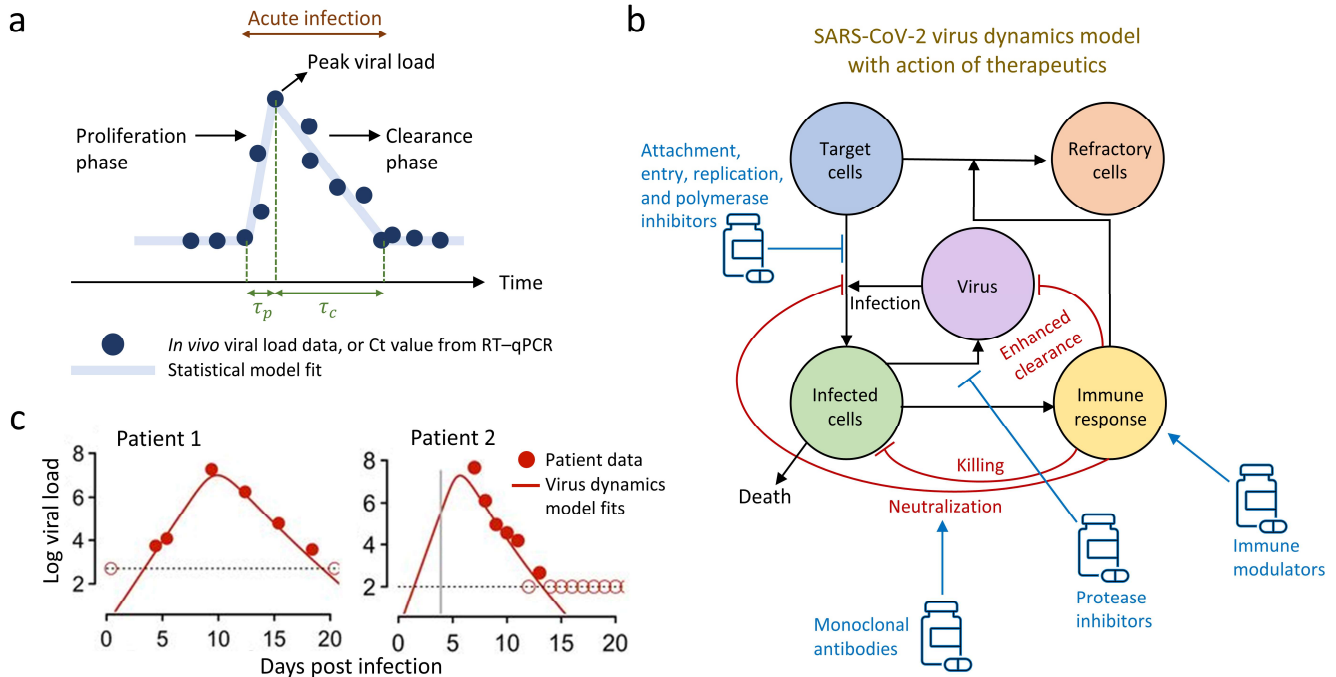 a
Acute infection
Peak viral load
Proliferation
phase
Clearance
phase
Time
τp
τc
In vivo viral load data, or Ct value from RT–qPCR
Statistical model fit
b
SARS-CoV-2 virus dynamics model
with action of therapeutics
Target
cells
Refractory
cells
Attachment,
entry, replication,
and polymerase
inhibitors
Virus
Infection
Enhanced
clearance
Infected
cells
Immune
response
Killing
Death
Neutralization
Immune
modulators
Protease
inhibitors
Monoclonal
antibodies
c
Patient 1
8
6
4
2
Log viral load
0 5 10 15 20
Patient 2
8
6
4
2
0 5 10 15 20
Patient data
Virus dynamics
model fits
Days post infection